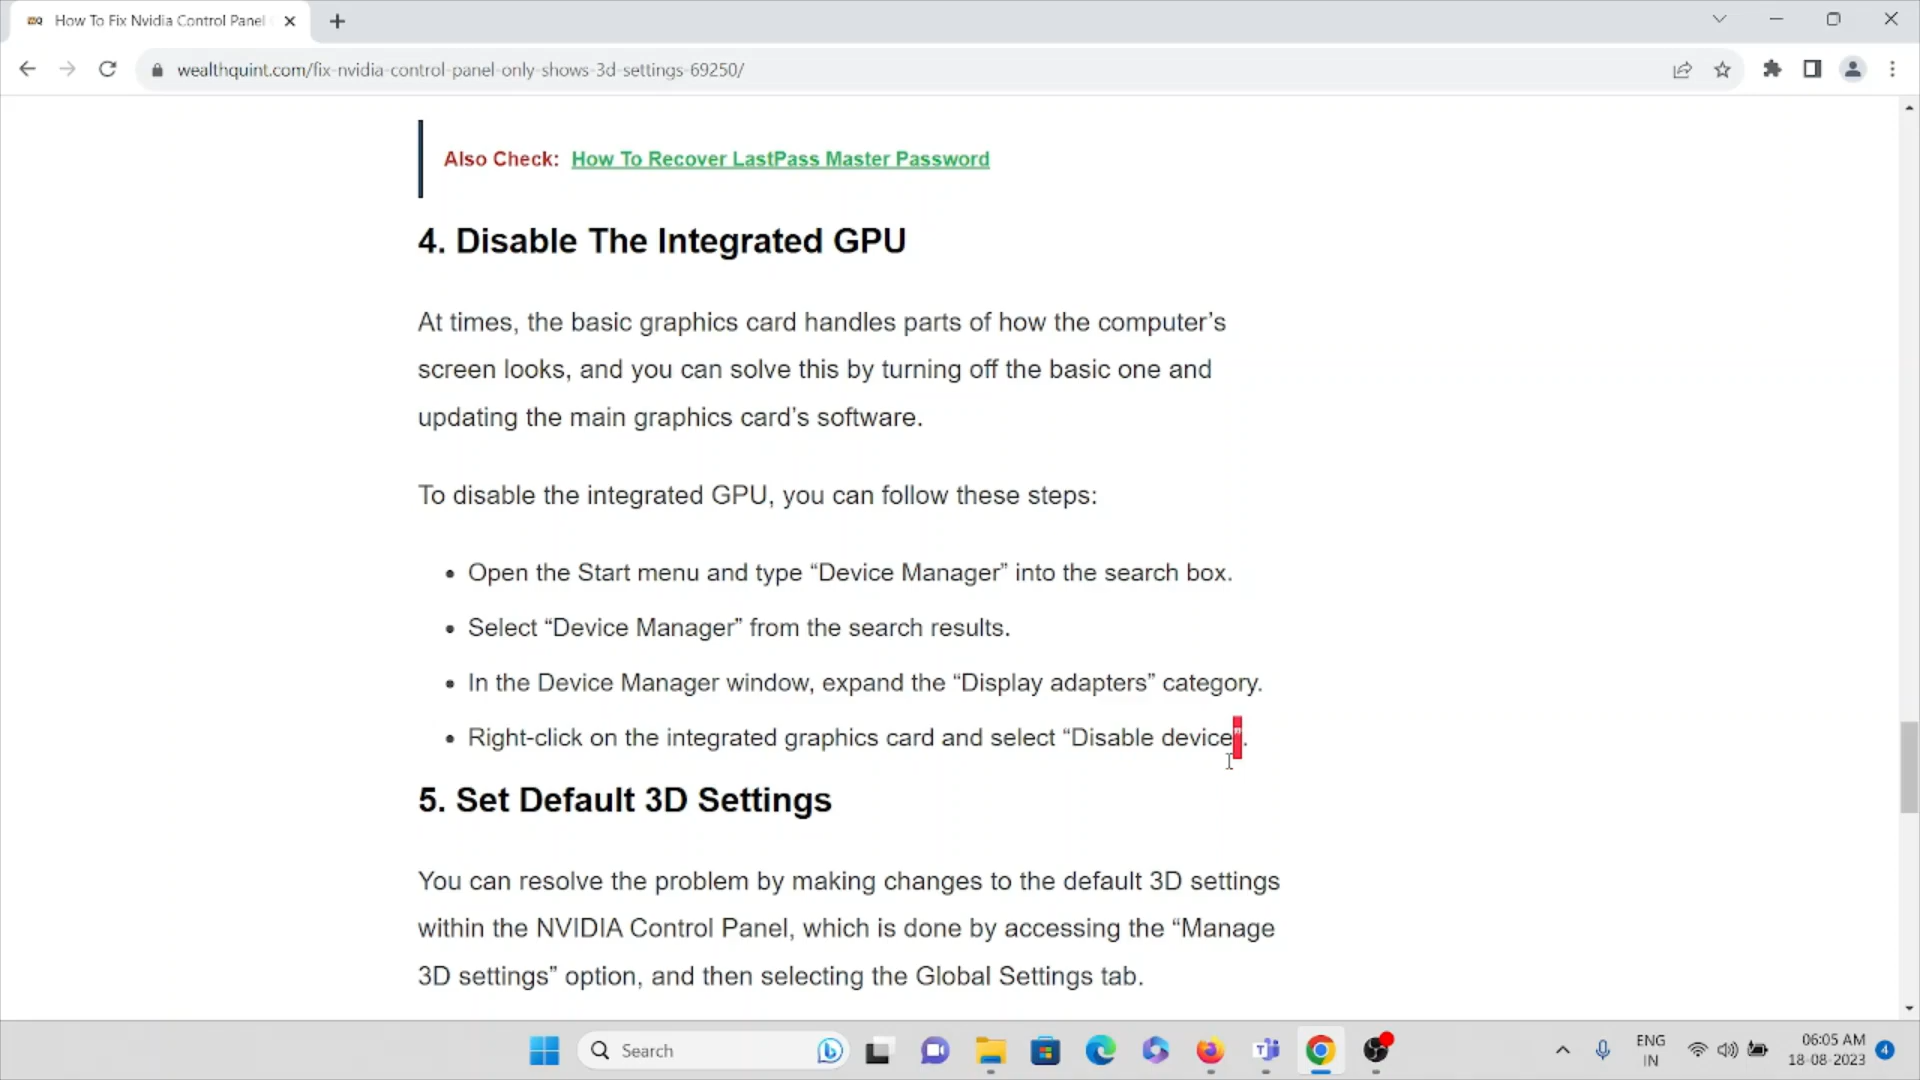 How To Fix Nvidia Control Panel
wealthquint.com/fix-nvidia-control-panel-only-shows-3d-settings-69250/
Also Check: How To Recover LastPass Master Password
4. Disable The Integrated GPU
At times, the basic graphics card handles parts of how the computer’s
screen looks, and you can solve this by turning off the basic one and
updating the main graphics card’s software.
To disable the integrated GPU, you can follow these steps:
• Open the Start menu and type “Device Manager” into the search box.
• Select “Device Manager” from the search results.
• In the Device Manager window, expand the “Display adapters” category.
• Right-click on the integrated graphics card and select “Disable device”.
5. Set Default 3D Settings
You can resolve the problem by making changes to the default 3D settings
within the NVIDIA Control Panel, which is done by accessing the “Manage
3D settings” option, and then selecting the Global Settings tab.
Search
ENG
IN
06:05 AM
18-08-2023
4